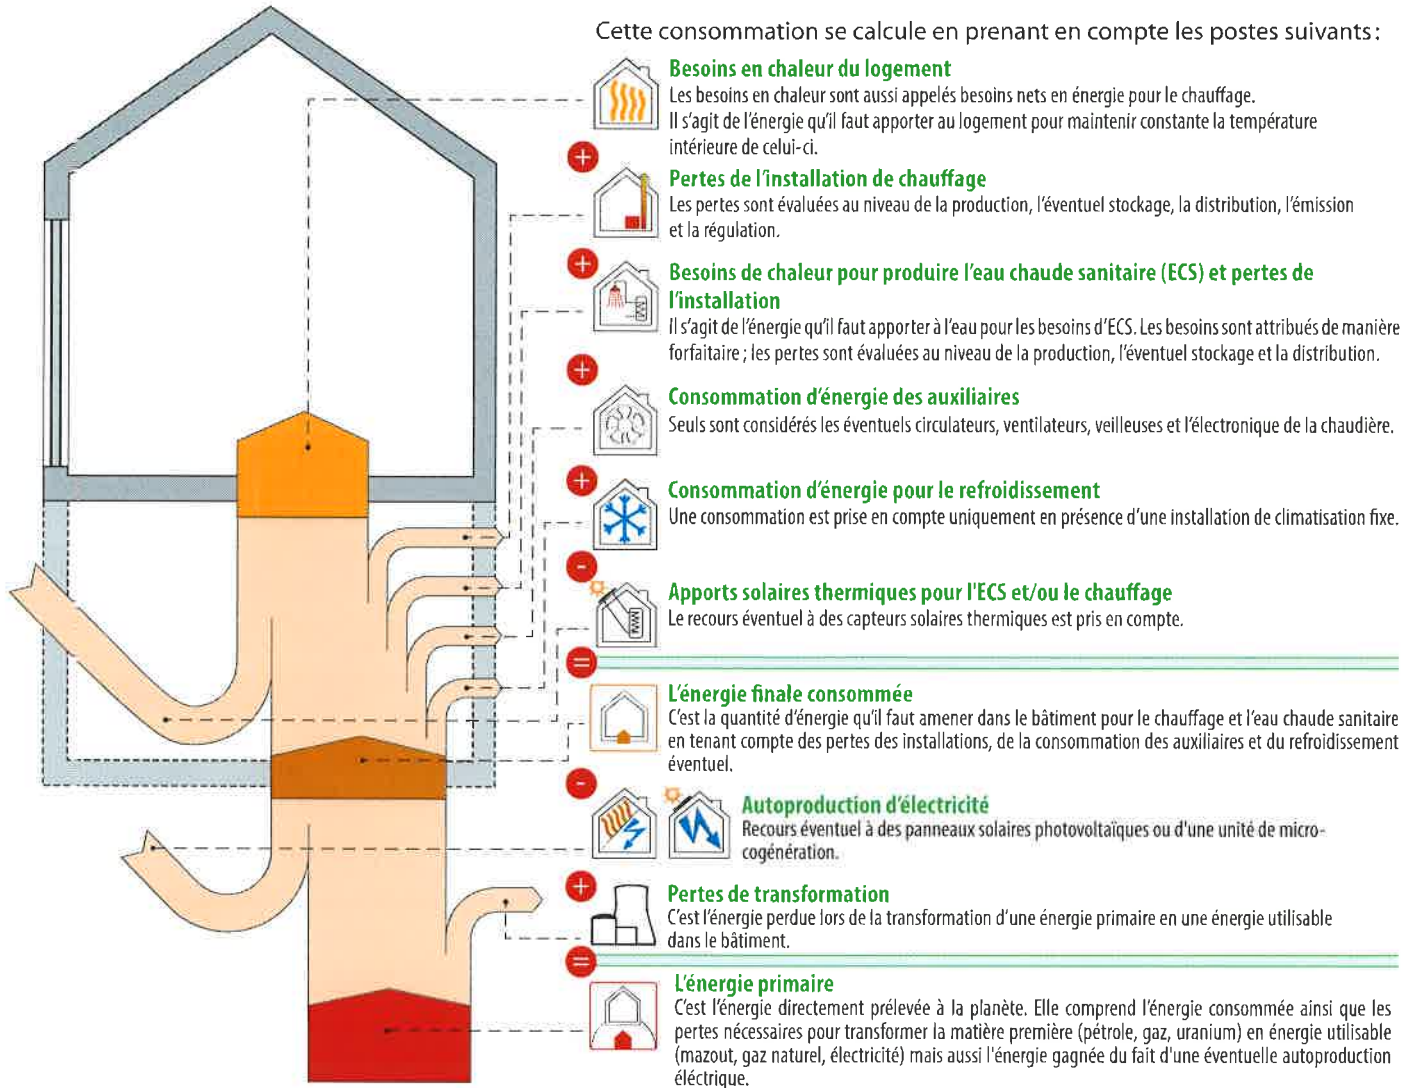 Cette consommation se calcule en prenant en compte les postes suivants :
Besoins en chaleur du logement
Les besoins en chaleur sont aussi appelés besoins nets en énergie pour le chauffage.
Il s'agit de l'énergie qu'il faut apporter au logement pour maintenir constante la température
intérieure de celui-ci.
+
Pertes de l'installation de chauffage
Les pertes sont évaluées au niveau de la production, l'éventuel stockage, la distribution, l'émission
et la régulation.
+
Besoins de chaleur pour produire l'eau chaude sanitaire (ECS) et pertes de
l'installation
Il s'agit de l'énergie qu'il faut apporter à l'eau pour les besoins d'ECS. Les besoins sont attribués de manière
forfaitaire ; les pertes sont évaluées au niveau de la production, l'éventuel stockage et la distribution.
+
Consommation d'énergie des auxiliaires
Seuls sont considérés les éventuels circulateurs, ventilateurs, veilleuses et l'électronique de la chaudière.
+
Consommation d'énergie pour le refroidissement
Une consommation est prise en compte uniquement en présence d'une installation de climatisation fixe.
-
Apports solaires thermiques pour l'ECS et/ou le chauffage
Le recours éventuel à des capteurs solaires thermiques est pris en compte.
=
L'énergie finale consommée
C'est la quantité d'énergie qu'il faut amener dans le bâtiment pour le chauffage et l'eau chaude sanitaire
en tenant compte des pertes des installations, de la consommation des auxiliaires et du refroidissement
éventuel.
-
Autoproduction d'électricité
Recours éventuel à des panneaux solaires photovoltaïques ou d'une unité de micro-
cogénération.
+
Pertes de transformation
C'est l'énergie perdue lors de la transformation d'une énergie primaire en une énergie utilisable
dans le bâtiment.
=
L'énergie primaire
C'est l'énergie directement prélevée à la planète. Elle comprend l'énergie consommée ainsi que les
pertes nécessaires pour transformer la matière première (pétrole, gaz, uranium) en énergie utilisable
(mazout, gaz naturel, électricité) mais aussi l'énergie gagnée du fait d'une éventuelle autoproduction
éléctrique.